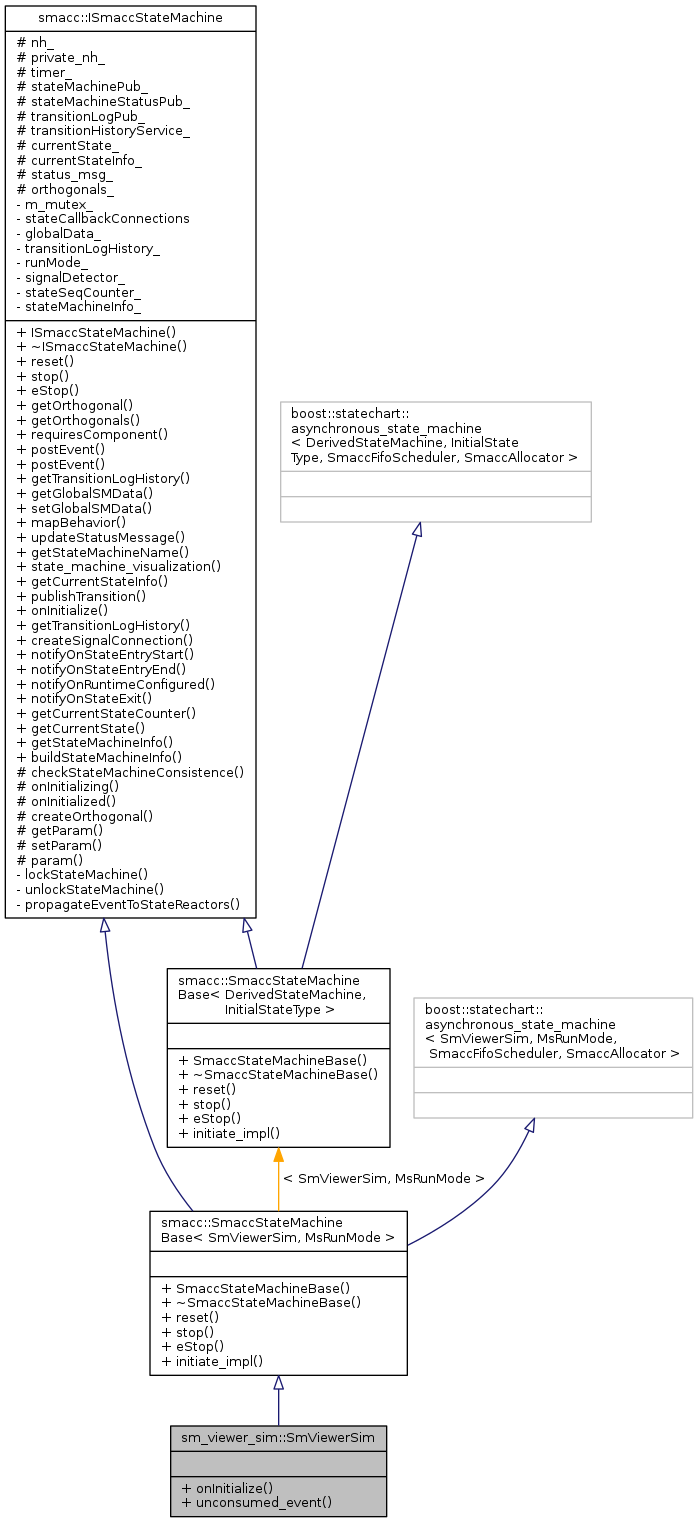 smacc::ISmaccStateMachine
# nh_
# private_nh_
# timer_
# stateMachinePub_
# stateMachineStatusPub_
# transitionLogPub_
# transitionHistoryService_
# currentState_
# currentStateInfo_
# status_msg_
# orthogonals_
- m_mutex_
- stateCallbackConnections
- globalData_
- transitionLogHistory_
- runMode_
- signalDetector_
- stateSeqCounter_
- stateMachineInfo_
+ ISmaccStateMachine()
+ ~ISmaccStateMachine()
+ reset()
+ stop()
+ eStop()
+ getOrthogonal()
+ getOrthogonals()
+ requiresComponent()
+ postEvent()
+ postEvent()
+ getTransitionLogHistory()
+ getGlobalSMData()
+ setGlobalSMData()
+ mapBehavior()
+ updateStatusMessage()
+ getStateMachineName()
+ state_machine_visualization()
+ getCurrentStateInfo()
+ publishTransition()
+ onInitialize()
+ getTransitionLogHistory()
+ createSignalConnection()
+ notifyOnStateEntryStart()
+ notifyOnStateEntryEnd()
+ notifyOnRuntimeConfigured()
+ notifyOnStateExit()
+ getCurrentStateCounter()
+ getCurrentState()
+ getStateMachineInfo()
+ buildStateMachineInfo()
# checkStateMachineConsistence()
# onInitializing()
# onInitialized()
# createOrthogonal()
# getParam()
# setParam()
# param()
- lockStateMachine()
- unlockStateMachine()
- propagateEventToStateReactors()
boost::statechart::
asynchronous_state_machine
< DerivedStateMachine, InitialState
Type, SmaccFifoScheduler, SmaccAllocator >
smacc::SmaccStateMachine
Base< DerivedStateMachine,
InitialStateType >
+ SmaccStateMachineBase()
+ ~SmaccStateMachineBase()
+ reset()
+ stop()
+ eStop()
+ initiate_impl()
boost::statechart::
asynchronous_state_machine
< SmViewerSim, MsRunMode,
SmaccFifoScheduler, SmaccAllocator >
< SmViewerSim, MsRunMode >
smacc::SmaccStateMachine
Base< SmViewerSim, MsRunMode >
+ SmaccStateMachineBase()
+ ~SmaccStateMachineBase()
+ reset()
+ stop()
+ eStop()
+ initiate_impl()
sm_viewer_sim::SmViewerSim
+ onInitialize()
+ unconsumed_event()